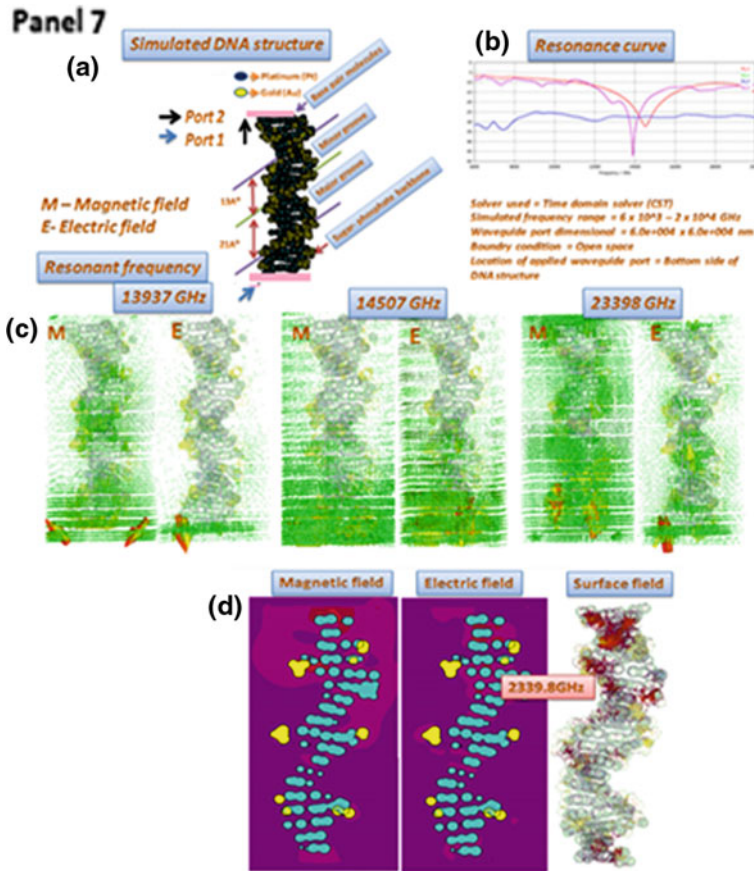 Panel 7
Simulated DNA structure
(a)
Platinum (Pt)
Gold (Au)
Base pair molecules
Port 2
Port 1
Minor groove
Major groove
Sugar- phosphate backbone
13A°
21A°
M – Magnetic field
E- Electric field
(b)
Resonance curve
Frequency / GHz
Solver used = Time domain solver (CST)
Simulated frequency range = 6 x 10^3 – 2 x 10^4 GHz
Waveguide port dimensional = 6.0e+004 x 6.0e+004 nm
Boundry condition = Open space
Location of applied waveguide port = Bottom side of
DNA structure
Resonant frequency
(c)
13937 GHz
14507 GHz
23398 GHz
M
E
M
E
M
E
(d)
Magnetic field
Electric field
Surface field
2339.8GHz